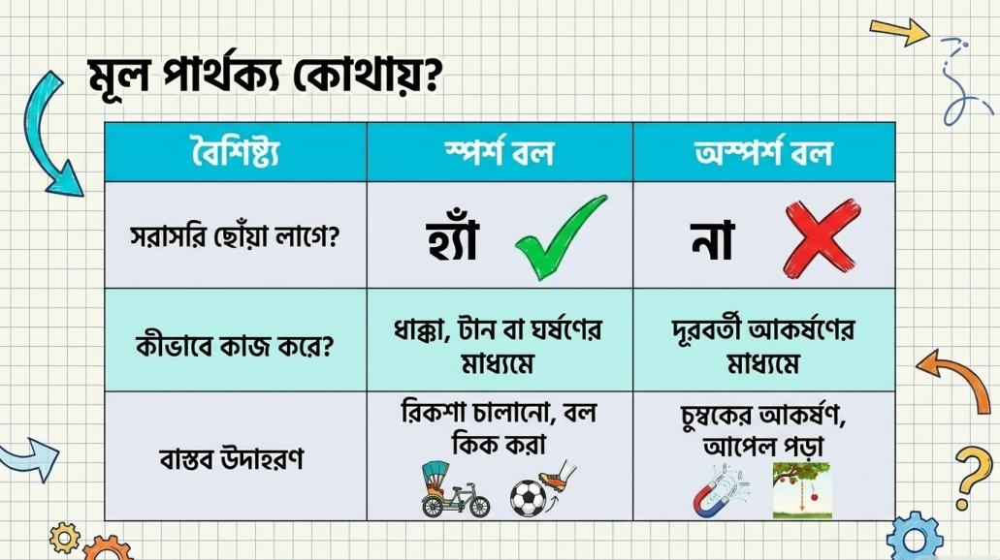 মূল পার্থক্য কোথায়?
বৈশিষ্ট্য
স্পর্শ বল
অস্পর্শ বল
সরাসরি ছোঁয়া লাগে?
হ্যাঁ
না
কীভাবে কাজ করে?
ধাক্কা, টান বা ঘর্ষণের
মাধ্যমে
দূরবর্তী আকর্ষণের
মাধ্যমে
বাস্তব উদাহরণ
রিকশা চালানো, বল
কিক করা
চুম্বকের আকর্ষণ,
আপেল পড়া